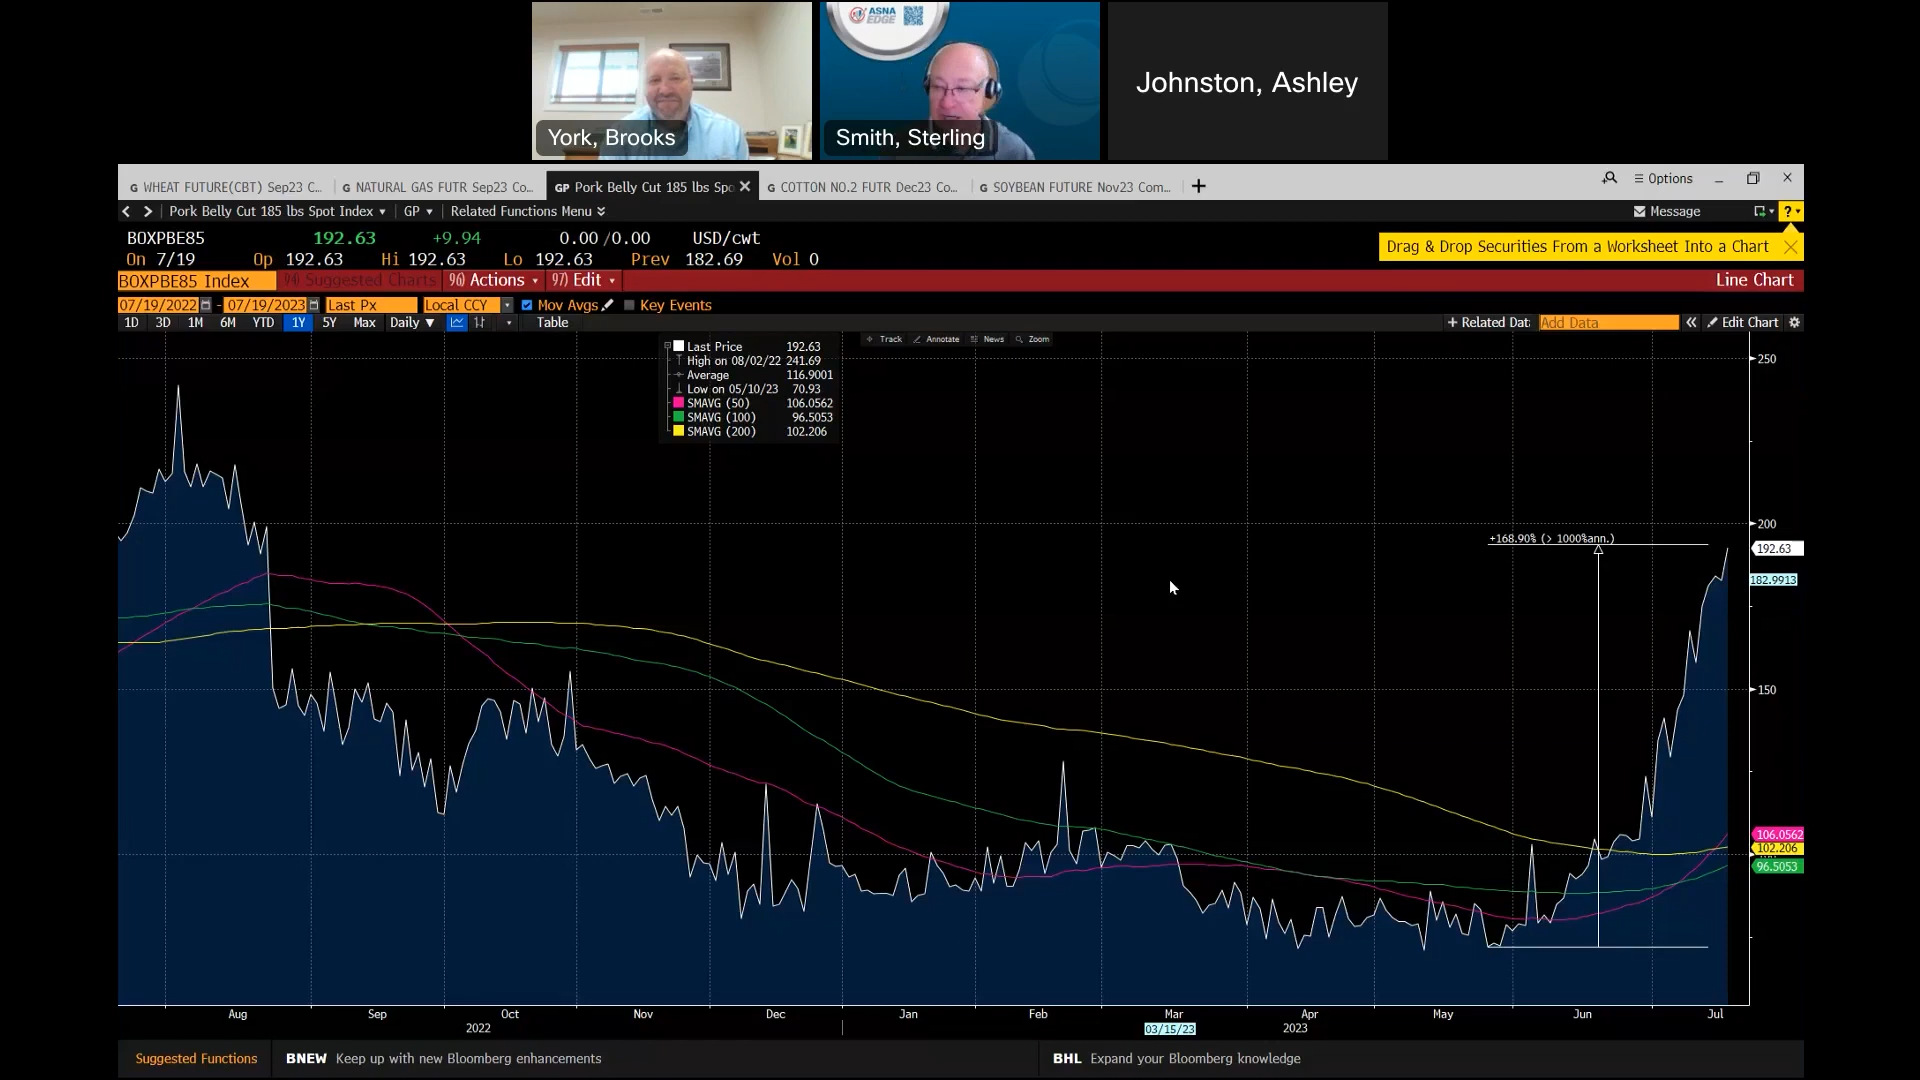 ASNA
EDGE
York, Brooks
Smith, Sterling
Johnston, Ashley
G WHEAT FUTURE(CBT) Sep23 C...
G NATURAL GAS FUTR Sep23 Co...
GP Pork Belly Cut 185 lbs Spo
G COTTON NO.2 FUTR Dec23 Co...
G SOYBEAN FUTURE Nov23 Com...
Options
Pork Belly Cut 185 lbs Spot Index
GP
Related Functions Menu
Message
?
BOXPBE85 192.63 +9.94 0.00 /0.00 USD/cwt
On 7/19 Op 192.63 Hi 192.63 Lo 192.63 Prev 182.69 Vol 0
Drag & Drop Securities From a Worksheet Into a Chart
BOXPBE85 Index
96) Suggested Charts
96) Actions
97) Edit
Line Chart
07/19/2022 - 07/19/2023 Last Px Local CCY Mov Avgs Key Events
1D 3D 1M 6M YTD 1Y 5Y Max Daily Table
+ Related Dat
Add Data
Edit Chart
Track Annotate News Zoom
Last Price 192.63
High on 08/02/22 241.69
Average 116.9001
Low on 05/10/23 70.93
SMAVG (50) 106.0562
SMAVG (100) 96.5053
SMAVG (200) 102.206
250
200
+168.90% (> 1000%ann.)
192.63
182.9913
150
106.0562
102.206
96.5053
Aug Sep Oct Nov Dec Jan Feb Mar Apr May Jun Jul
2022 03/15/23 2023
Suggested Functions
BNEW Keep up with new Bloomberg enhancements
BHL Expand your Bloomberg knowledge